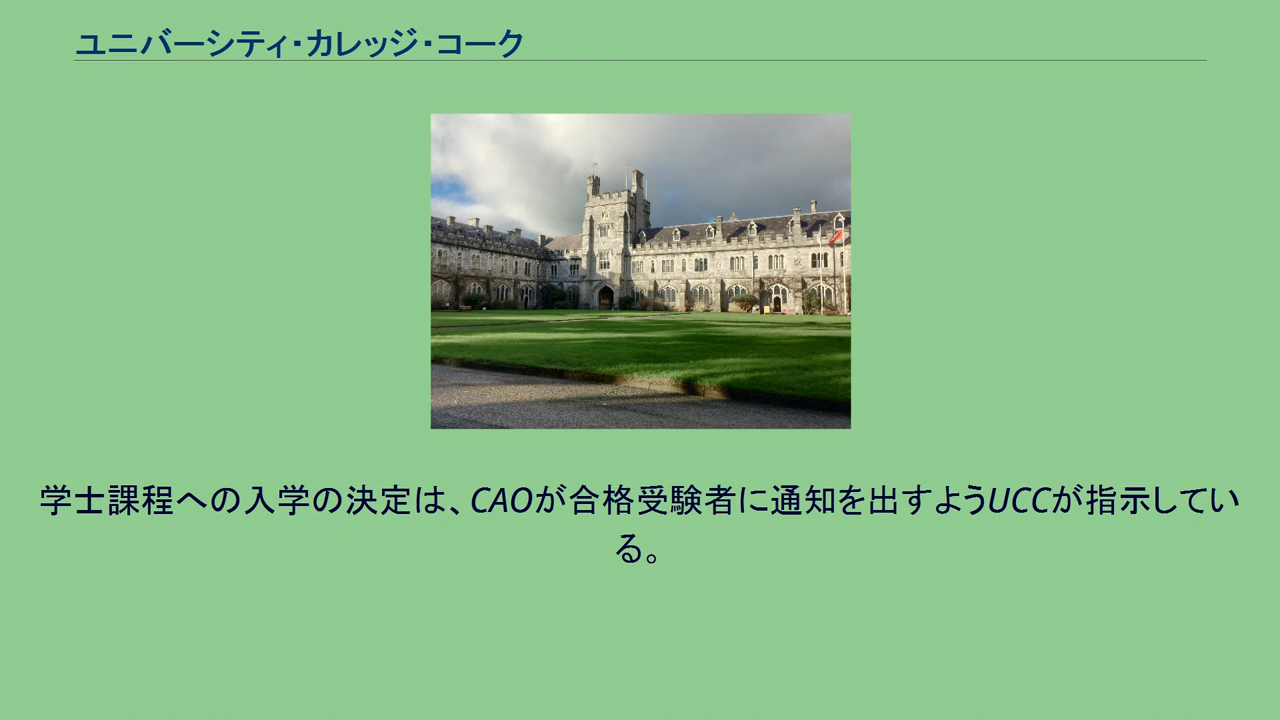 ユニバーシティ・カレッジ・コーク
学士課程への入学の決定は、CAOが合格受験者に通知を出すようUCCが指示してい
る。